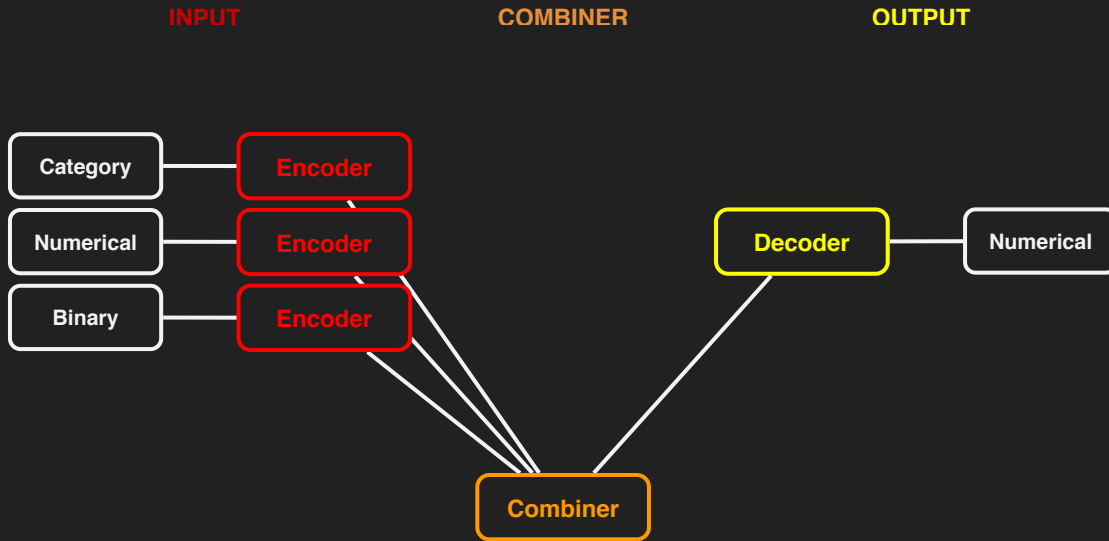 INPUT
COMBINER
OUTPUT
Category
Encoder
Numerical
Encoder
Decoder
Numerical
Binary
Encoder
Combiner